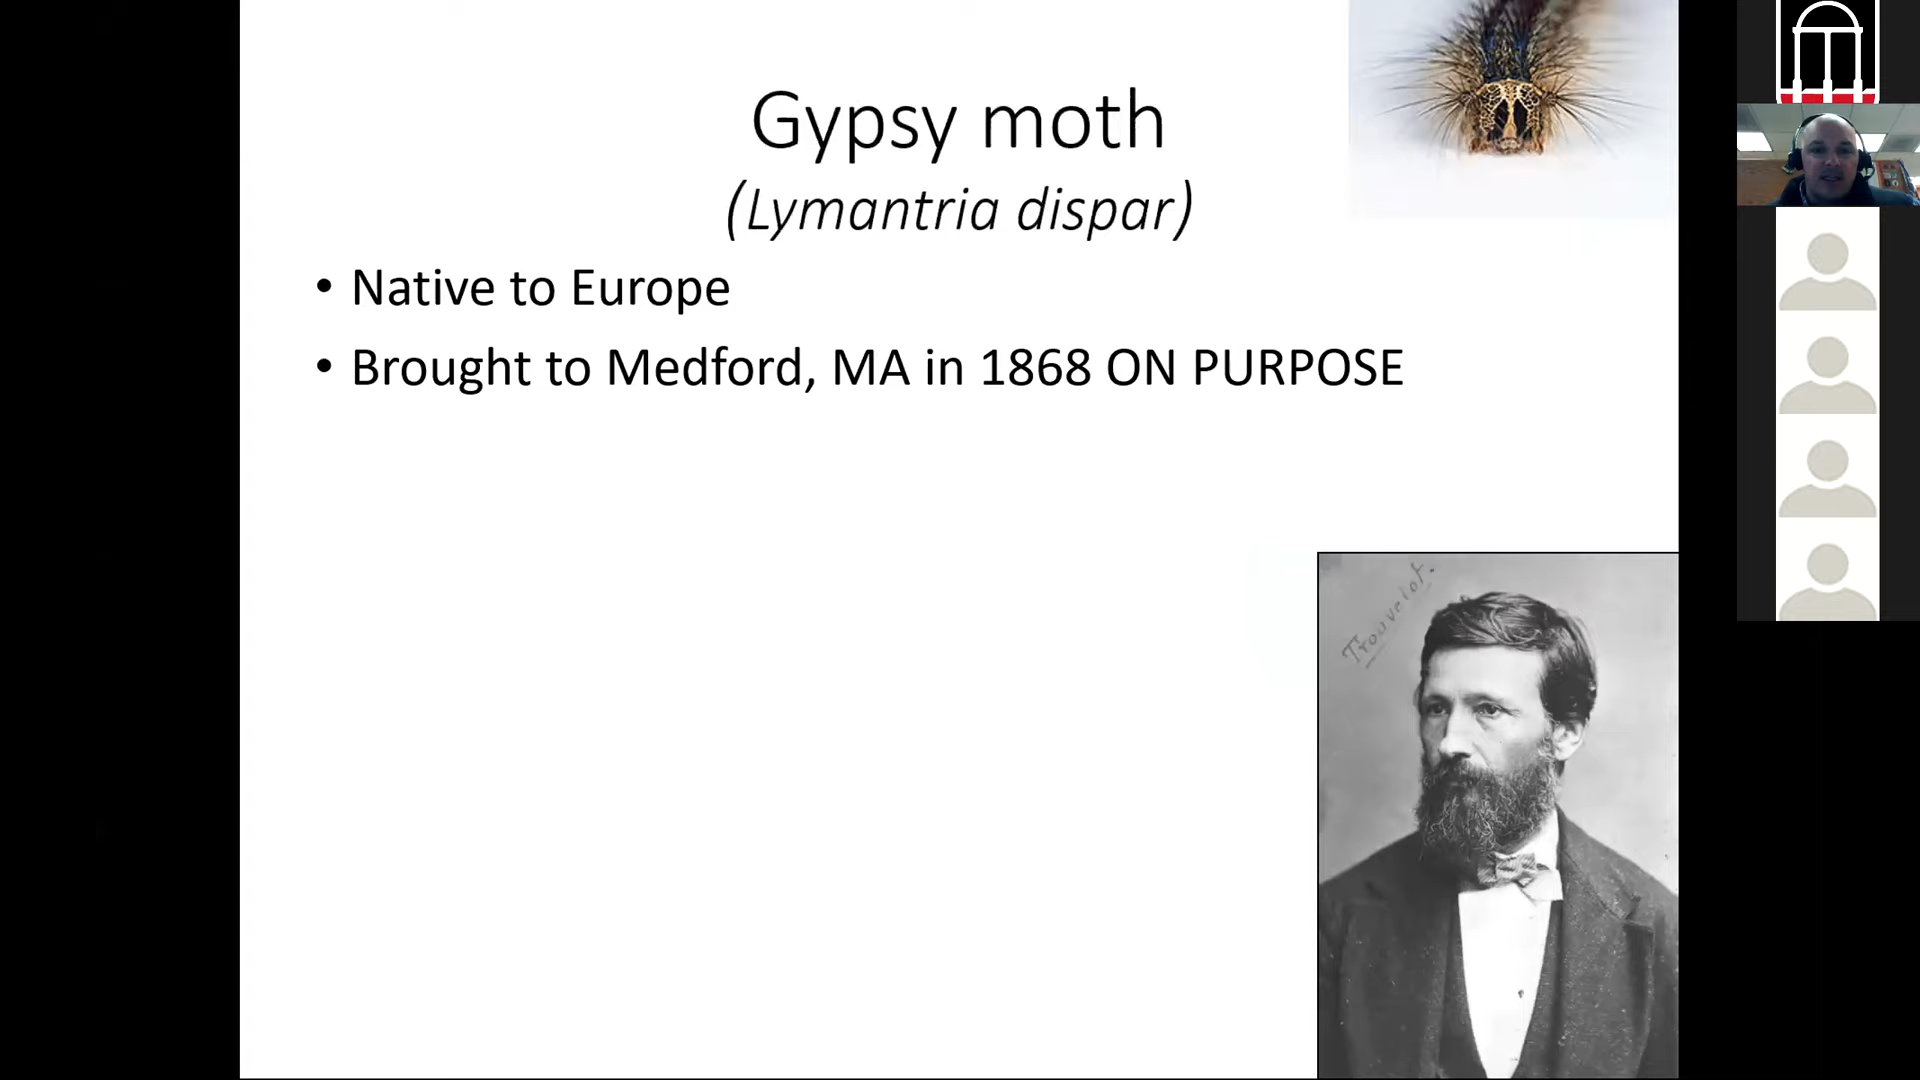 Gypsy moth
(Lymantria dispar)
• Native to Europe
• Brought to Medford, MA in 1868 ON PURPOSE
Trouvelot.